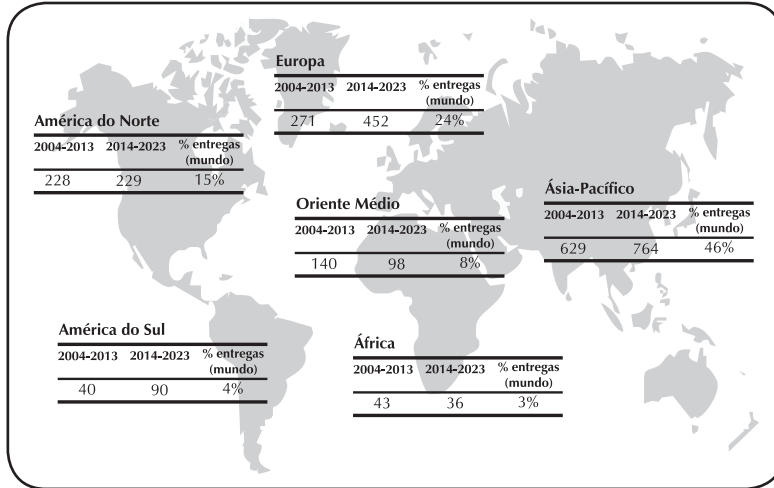 Europa
2004-2013 2014-2023 % entregas
(mundo)
271 452 24%
América do Norte
2004-2013 2014-2023 % entregas
(mundo)
228 229 15%
Ásia-Pacífico
2004-2013 2014-2023 % entregas
(mundo)
629 764 46%
Oriente Médio
2004-2013 2014-2023 % entregas
(mundo)
140 98 8%
América do Sul
2004-2013 2014-2023 % entregas
(mundo)
40 90 4%
África
2004-2013 2014-2023 % entregas
(mundo)
43 36 3%